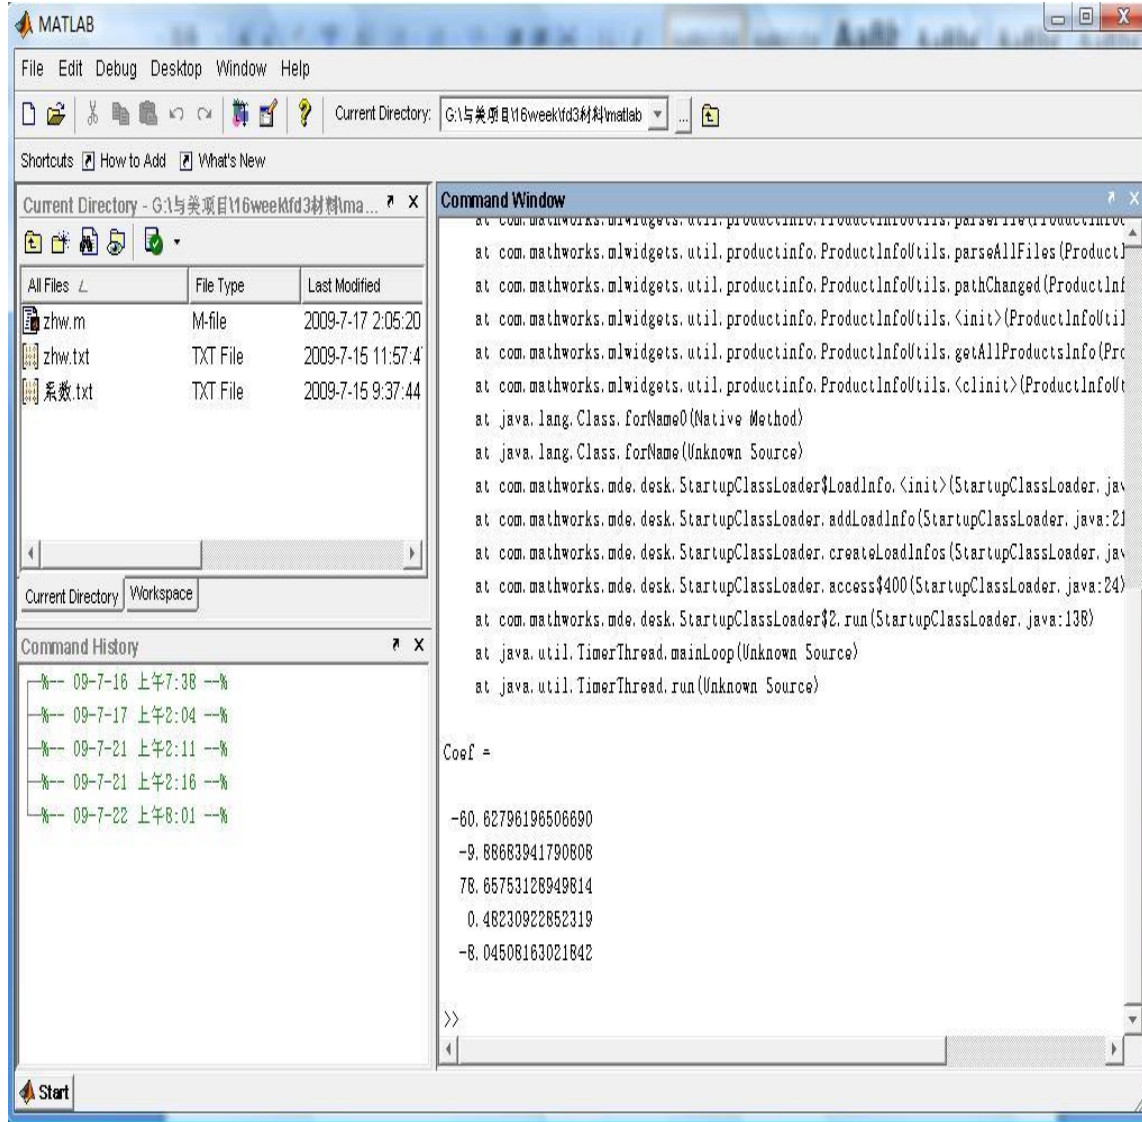 MATLAB
File Edit Debug Desktop Window Help
Current Directory: G:\与美项目\16week\fd3材料\matlab ...
Shortcuts How to Add What's New
Current Directory - G:\与美项目\16week\fd3材料\ma...
All Files File Type Last Modified
zhw.m M-file 2009-7-17 2:05:20
zhw.txt TXT File 2009-7-15 11:57:4
系数.txt TXT File 2009-7-15 9:37:44
Current Directory Workspace
Command History
%-- 09-7-16 上午7:38 --%
%-- 09-7-17 上午2:04 --%
%-- 09-7-21 上午2:11 --%
%-- 09-7-21 上午2:16 --%
%-- 09-7-22 上午8:01 --%
Command Window
at com.mathworks.mlwidgets.util.productinfo.ProductInfoUtils.parseFile(ProductInfoUt
at com.mathworks.mlwidgets.util.productinfo.ProductInfoUtils.parseAllFiles(ProductI
at com.mathworks.mlwidgets.util.productinfo.ProductInfoUtils.pathChanged(ProductInf
at com.mathworks.mlwidgets.util.productinfo.ProductInfoUtils.<init>(ProductInfoUtil
at com.mathworks.mlwidgets.util.productinfo.ProductInfoUtils.getAllProductsInfo(Pro
at com.mathworks.mlwidgets.util.productinfo.ProductInfoUtils.<clinit>(ProductInfoUt
at java.lang.Class.forName0(Native Method)
at java.lang.Class.forName(Unknown Source)
at com.mathworks.mde.desk.StartupClassLoader$LoadInfo.<init>(StartupClassLoader.jav
at com.mathworks.mde.desk.StartupClassLoader.addLoadInfo(StartupClassLoader.java:21
at com.mathworks.mde.desk.StartupClassLoader.createLoadInfos(StartupClassLoader.jav
at com.mathworks.mde.desk.StartupClassLoader.access$400(StartupClassLoader.java:24)
at com.mathworks.mde.desk.StartupClassLoader$2.run(StartupClassLoader.java:138)
at java.util.TimerThread.mainLoop(Unknown Source)
at java.util.TimerThread.run(Unknown Source)
Coef =
-60.62796196506690
-9.88683941790808
78.65753128949814
0.48230922852319
-8.04508163021842
>>
Start